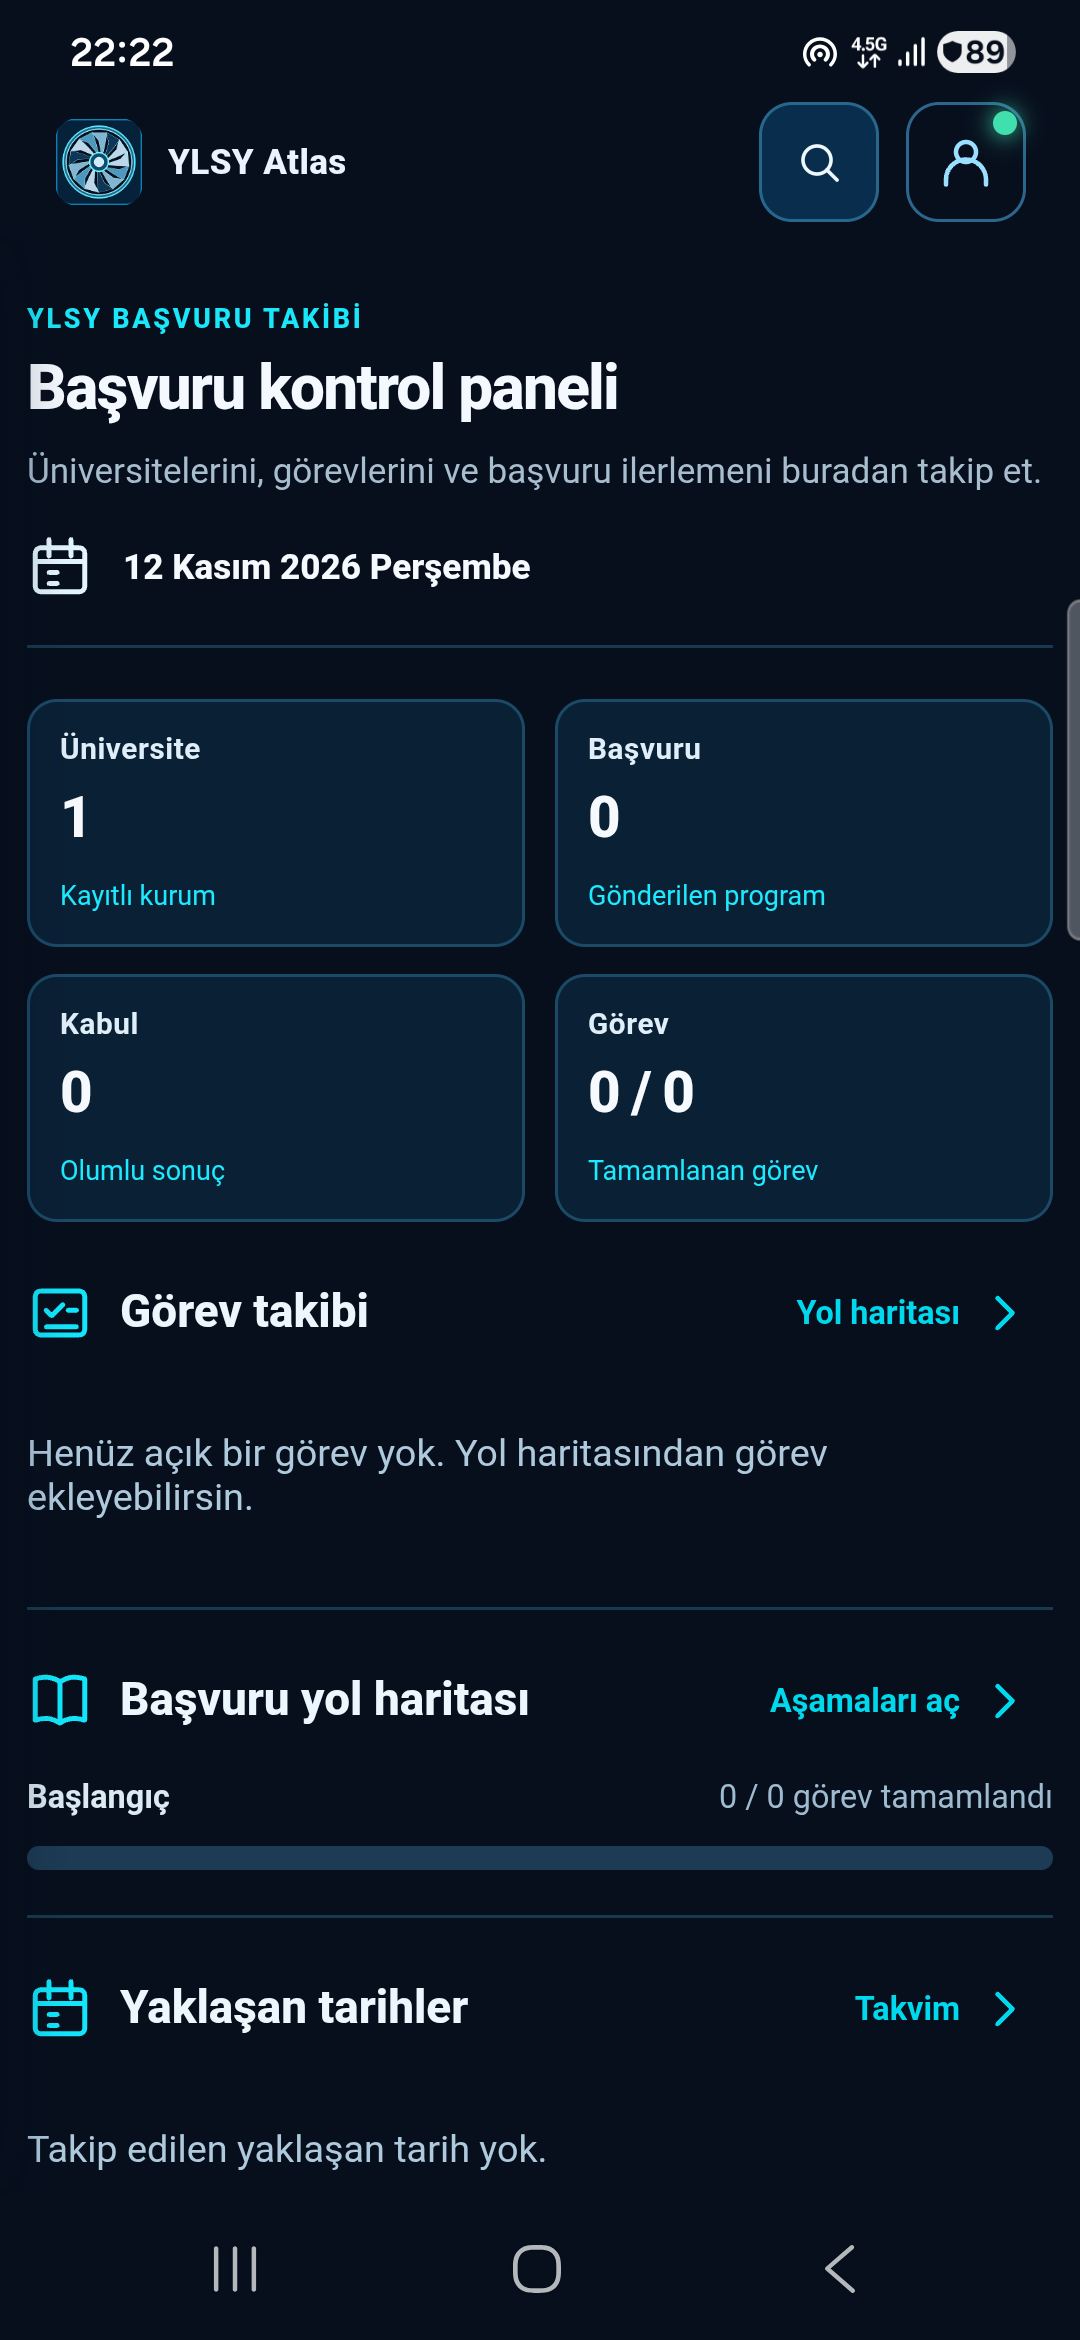 22:22
4.5G
89
YLSY Atlas
YLSY BAŞVURU TAKİBİ
Başvuru kontrol paneli
Üniversitelerini, görevlerini ve başvuru ilerlemeni buradan takip et.
12 Kasım 2026 Perşembe
Üniversite
1
Kayıtlı kurum
Başvuru
0
Gönderilen program
Kabul
0
Olumlu sonuç
Görev
0 / 0
Tamamlanan görev
Görev takibi
Yol haritası
Henüz açık bir görev yok. Yol haritasından görev
ekleyebilirsin.
Başvuru yol haritası
Aşamaları aç
Başlangıç
0 / 0 görev tamamlandı
Yaklaşan tarihler
Takvim
Takip edilen yaklaşan tarih yok.